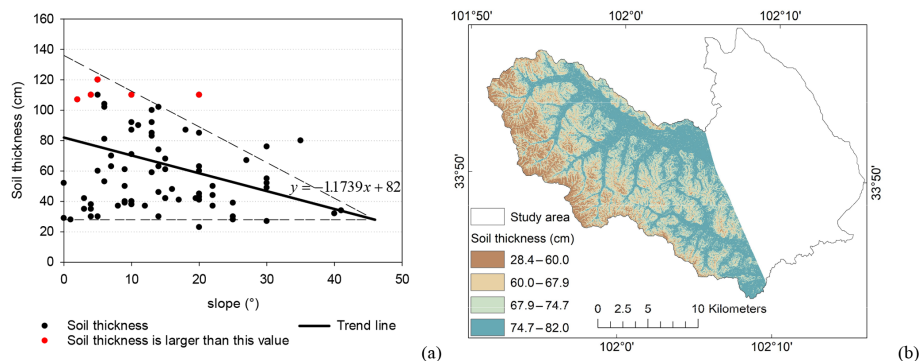 160
140
120
100
80
60
40
20
0
Soil thickness (cm)
y = −1.1739x + 82
0 10 20 30 40 50
slope (°)
Soil thickness
Trend line
Soil thickness is larger than this value
(a)
101°50' 102°0' 102°10'
33°50'
33°50'
Study area
Soil thickness (cm)
28.4–60.0
60.0–67.9
67.9–74.7
74.7–82.0
0 2.5 5 10 Kilometers
102°0' 102°10'
(b)